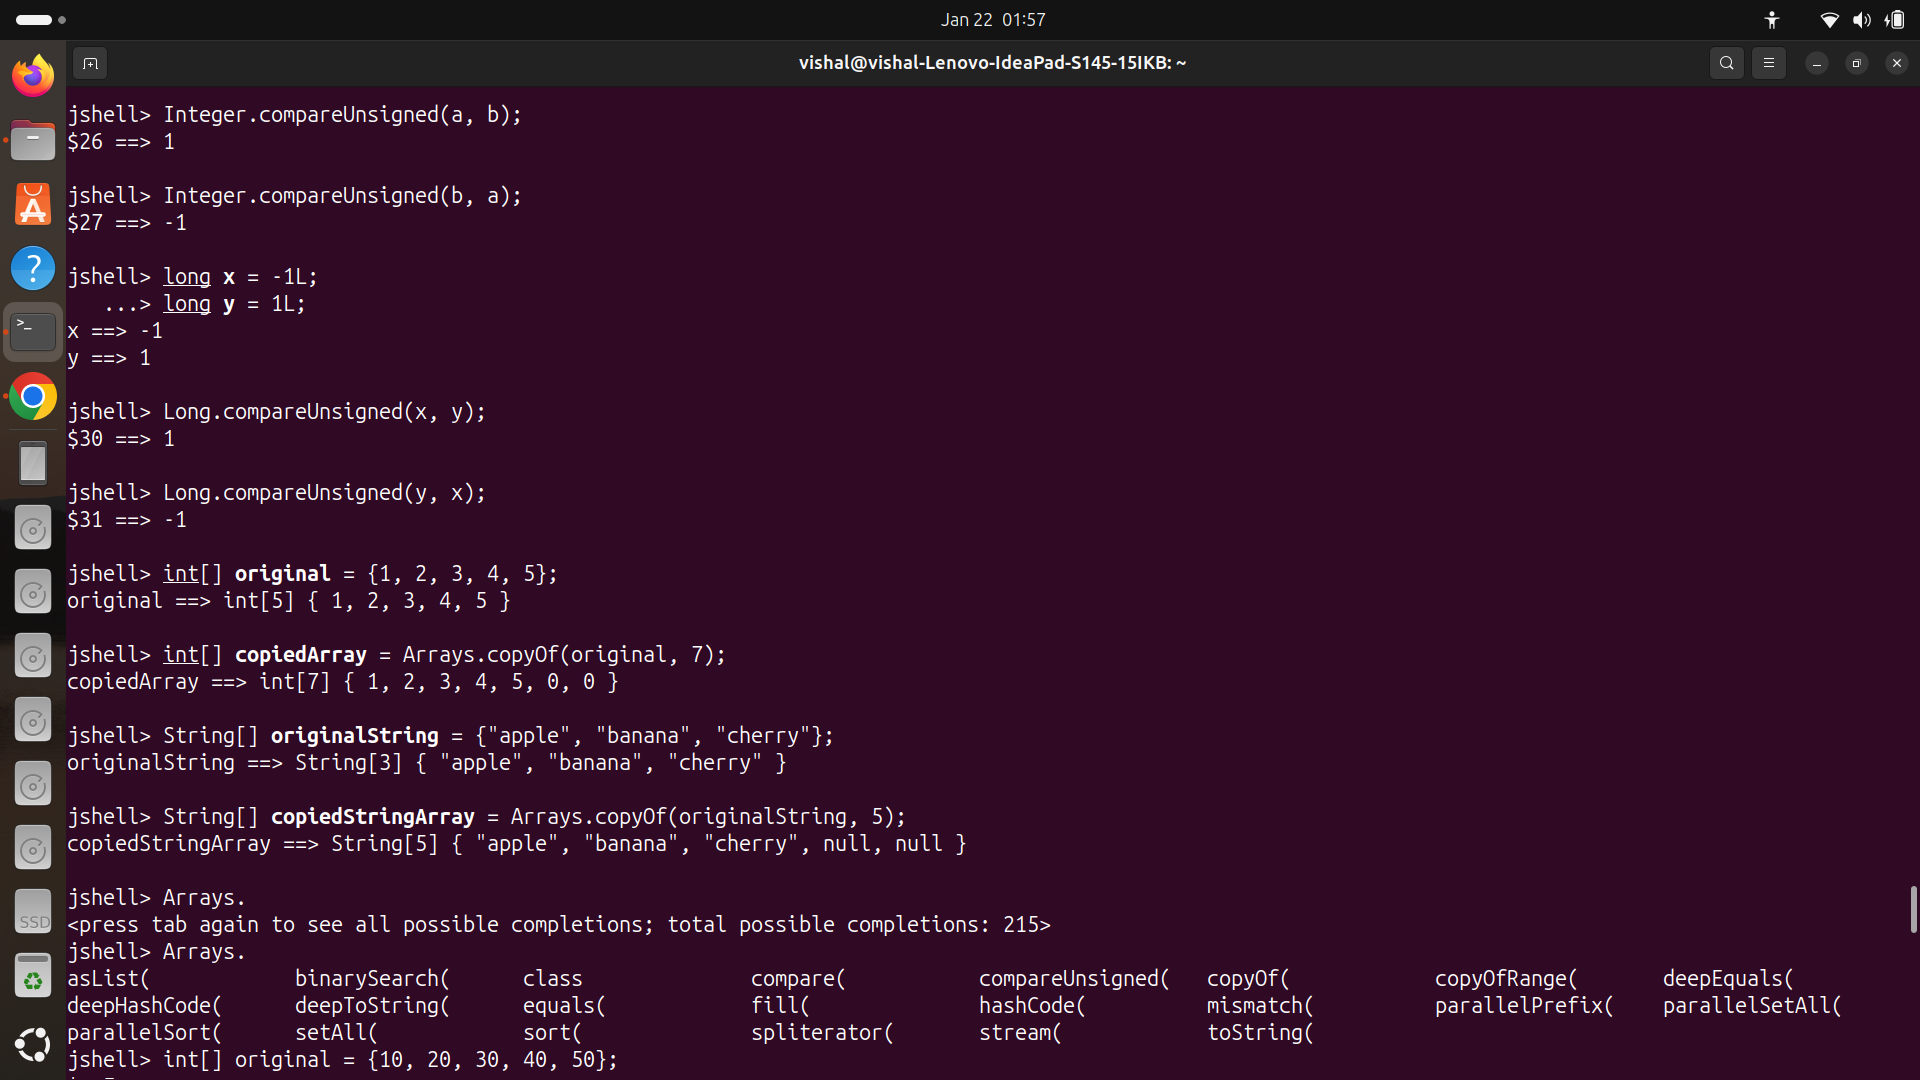 Jan 22 01:57
vishal@vishal-Lenovo-IdeaPad-S145-15IKB: ~
jshell> Integer.compareUnsigned(a, b);
$26 ==> 1
jshell> Integer.compareUnsigned(b, a);
$27 ==> -1
jshell> long x = -1L;
...> long y = 1L;
x ==> -1
y ==> 1
jshell> Long.compareUnsigned(x, y);
$30 ==> 1
jshell> Long.compareUnsigned(y, x);
$31 ==> -1
jshell> int[] original = {1, 2, 3, 4, 5};
original ==> int[5] { 1, 2, 3, 4, 5 }
jshell> int[] copiedArray = Arrays.copyOf(original, 7);
copiedArray ==> int[7] { 1, 2, 3, 4, 5, 0, 0 }
jshell> String[] originalString = {"apple", "banana", "cherry"};
originalString ==> String[3] { "apple", "banana", "cherry" }
jshell> String[] copiedStringArray = Arrays.copyOf(originalString, 5);
copiedStringArray ==> String[5] { "apple", "banana", "cherry", null, null }
jshell> Arrays.
<press tab again to see all possible completions; total possible completions: 215>
jshell> Arrays.
asList( binarySearch( class compare( compareUnsigned( copyOf( copyOfRange( deepEquals(
deepHashCode( deepToString( equals( fill( hashCode( mismatch( parallelPrefix( parallelSetAll(
parallelSort( setAll( sort( spliterator( stream( toString(
jshell> int[] original = {10, 20, 30, 40, 50};
SSD